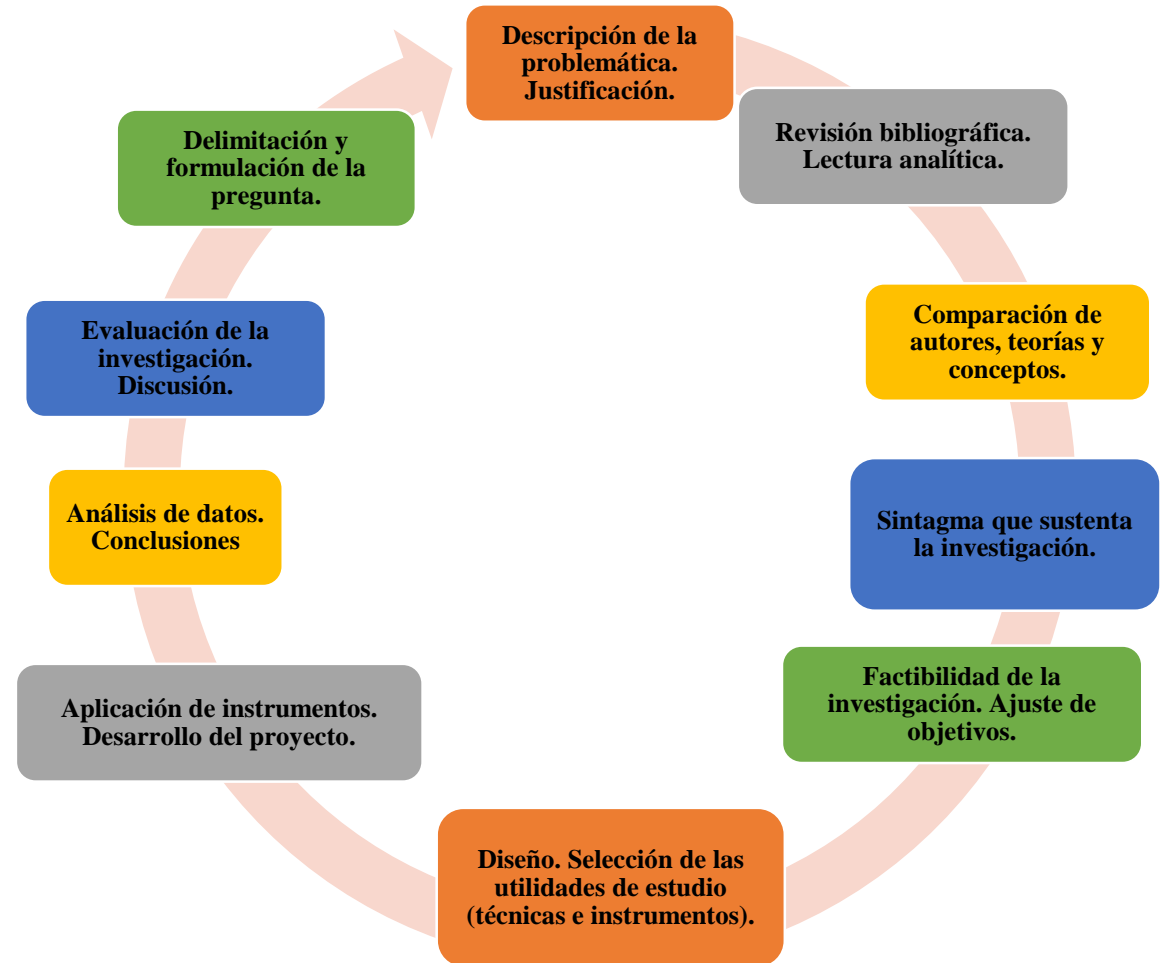 Descripción de la
problemática.
Justificación.
Revisión bibliográfica.
Lectura analítica.
Comparación de
autores, teorías y
conceptos.
Sintagma que sustenta
la investigación.
Factibilidad de la
investigación. Ajuste de
objetivos.
Diseño. Selección de las
utilidades de estudio
(técnicas e instrumentos).
Aplicación de instrumentos.
Desarrollo del proyecto.
Análisis de datos.
Conclusiones
Evaluación de la
investigación.
Discusión.
Delimitación y
formulación de la
pregunta.